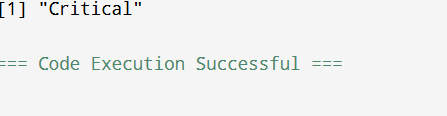 [1] "Critical"
=== Code Execution Successful ===